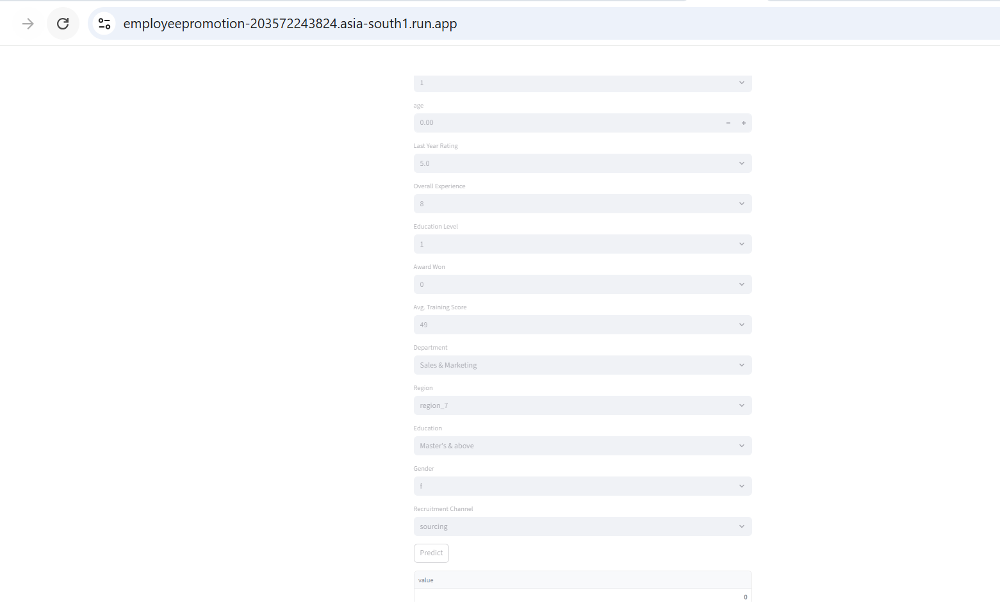 employeepromotion-203572243824.asia-south1.run.app
1
age
0.00
Last Year Rating
5.0
Overall Experience
8
Education Level
1
Award Won
0
Avg. Training Score
49
Department
Sales & Marketing
Region
region_7
Education
Master's & above
Gender
f
Recruitment Channel
sourcing
Predict
value
0